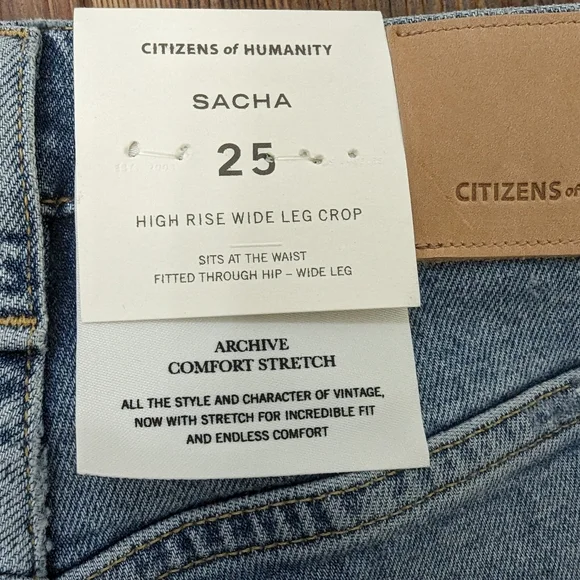 CITIZENS of HUMANITY
SACHA
25
HIGH RISE WIDE LEG CROP
SITS AT THE WAIST
FITTED THROUGH HIP – WIDE LEG
ARCHIVE
COMFORT STRETCH
ALL THE STYLE AND CHARACTER OF VINTAGE,
NOW WITH STRETCH FOR INCREDIBLE FIT
AND ENDLESS COMFORT
CITIZENS of